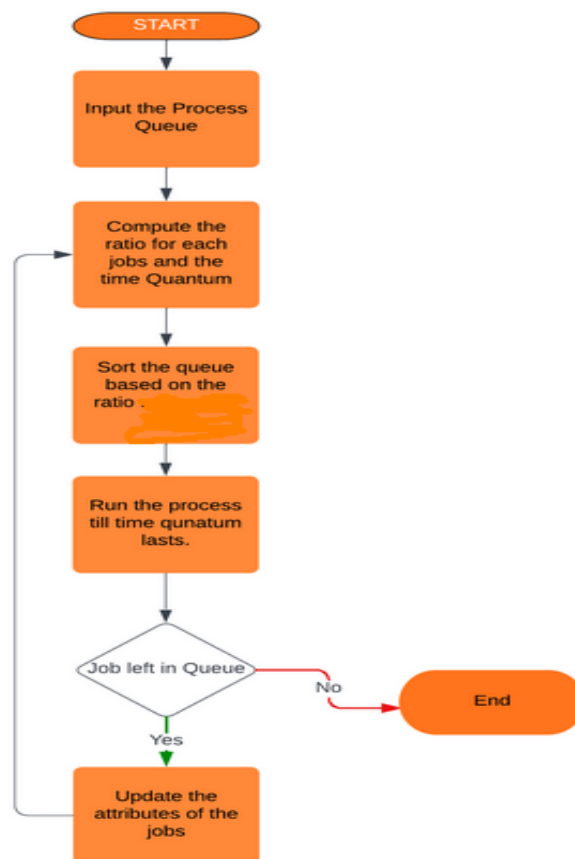 START
Input the Process
Queue
Compute the
ratio for each
jobs and the
time Quantum
Sort the queue
based on the
ratio .
Run the process
till time qunatum
lasts.
Job left in Queue
No
End
Yes
Update the
attributes of the
jobs